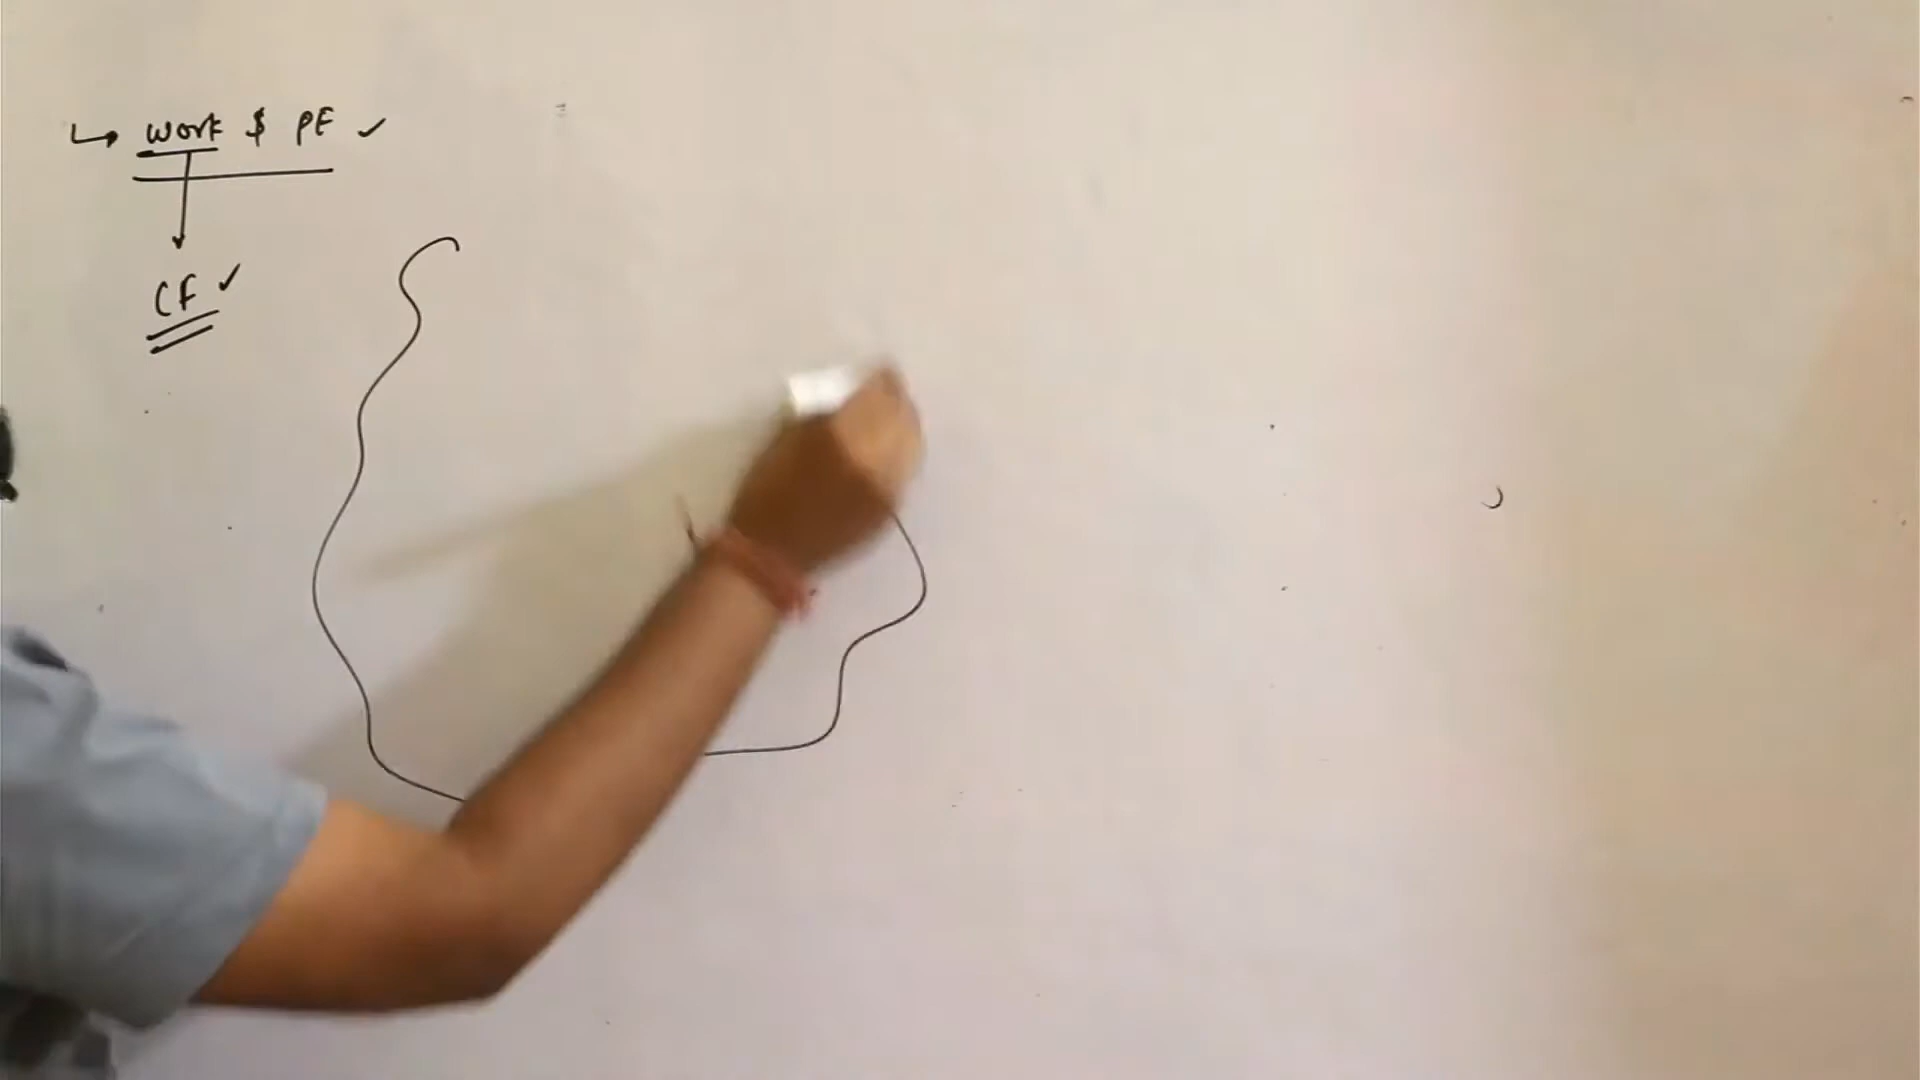 ↳ work $ PE ✓
CF ✓